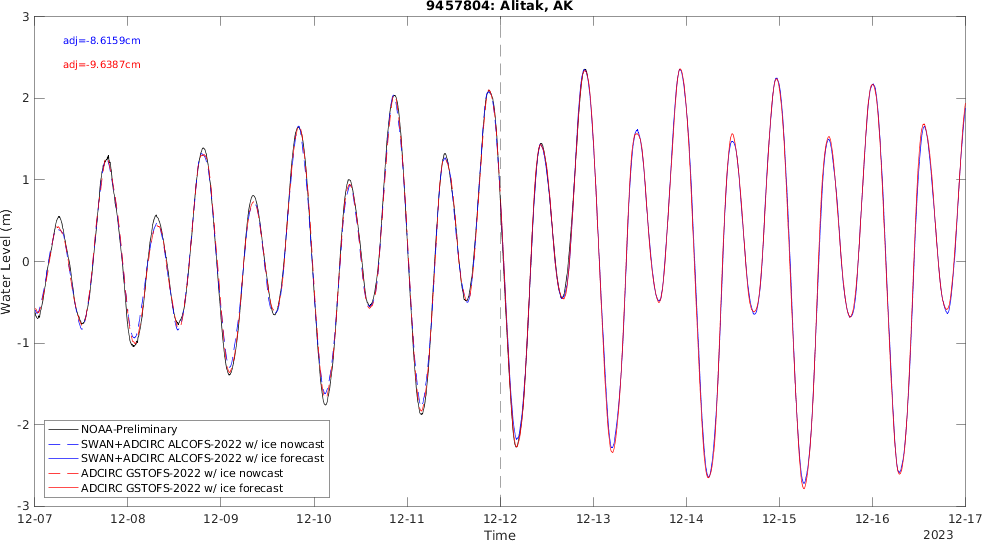 9457804: Alitak, AK
adj=-8.6159cm
adj=-9.6387cm
Water Level (m)
3
2
1
0
-1
-2
-3
NOAA-Preliminary
SWAN+ADCIRC ALCOFS-2022 w/ ice nowcast
SWAN+ADCIRC ALCOFS-2022 w/ ice forecast
ADCIRC GSTOFS-2022 w/ ice nowcast
ADCIRC GSTOFS-2022 w/ ice forecast
12-07 12-08 12-09 12-10 12-11 12-12 12-13 12-14 12-15 12-16 12-17
Time
2023